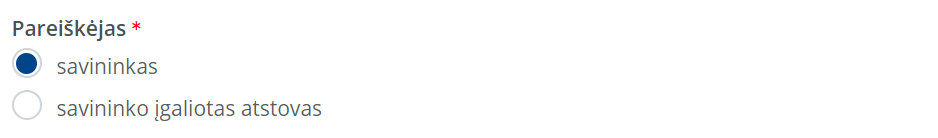 Pareiškėjas *
savininkas
savininko įgaliotas atstovas